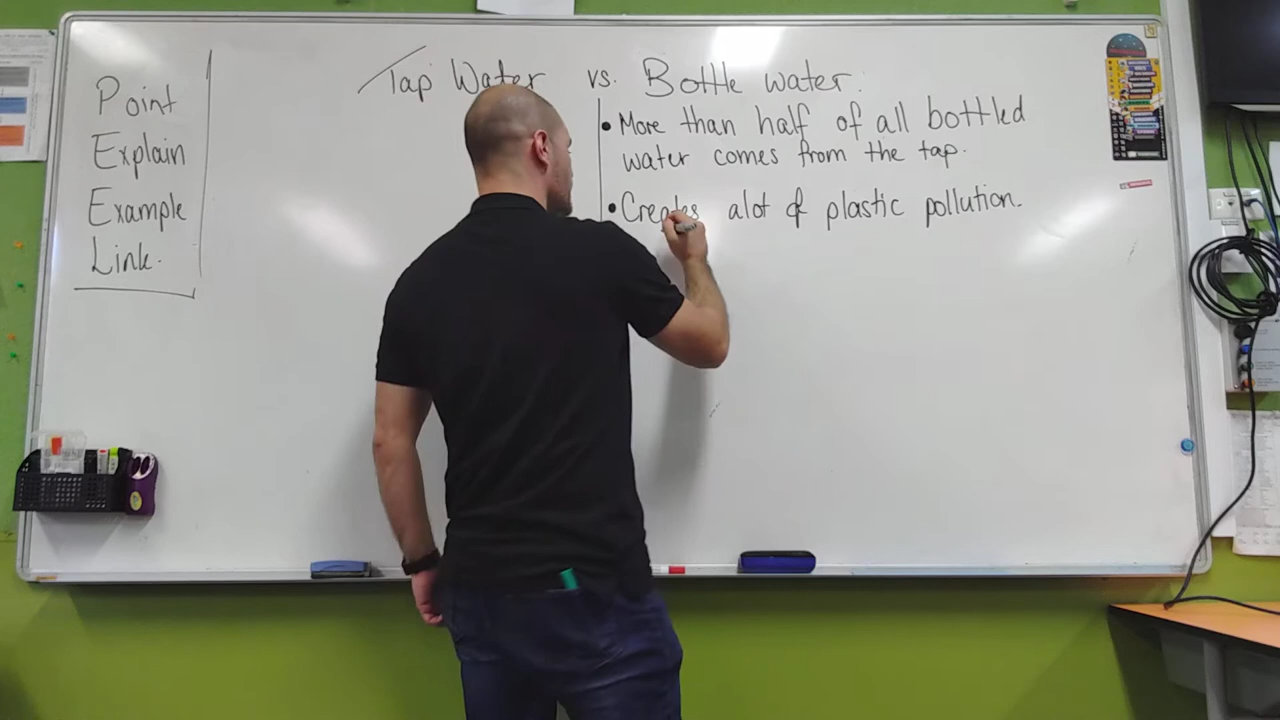 Point
Explain
Example
Link.
Tap Water vs. Bottle water.
• More than half of all bottled
water comes from the tap.
• Creates alot of plastic pollution.